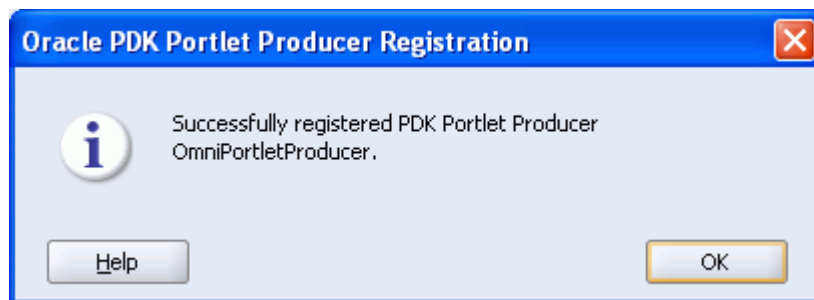 Oracle PDK Portlet Producer Registration
Successfully registered PDK Portlet Producer
OmniPortletProducer.
Help
OK